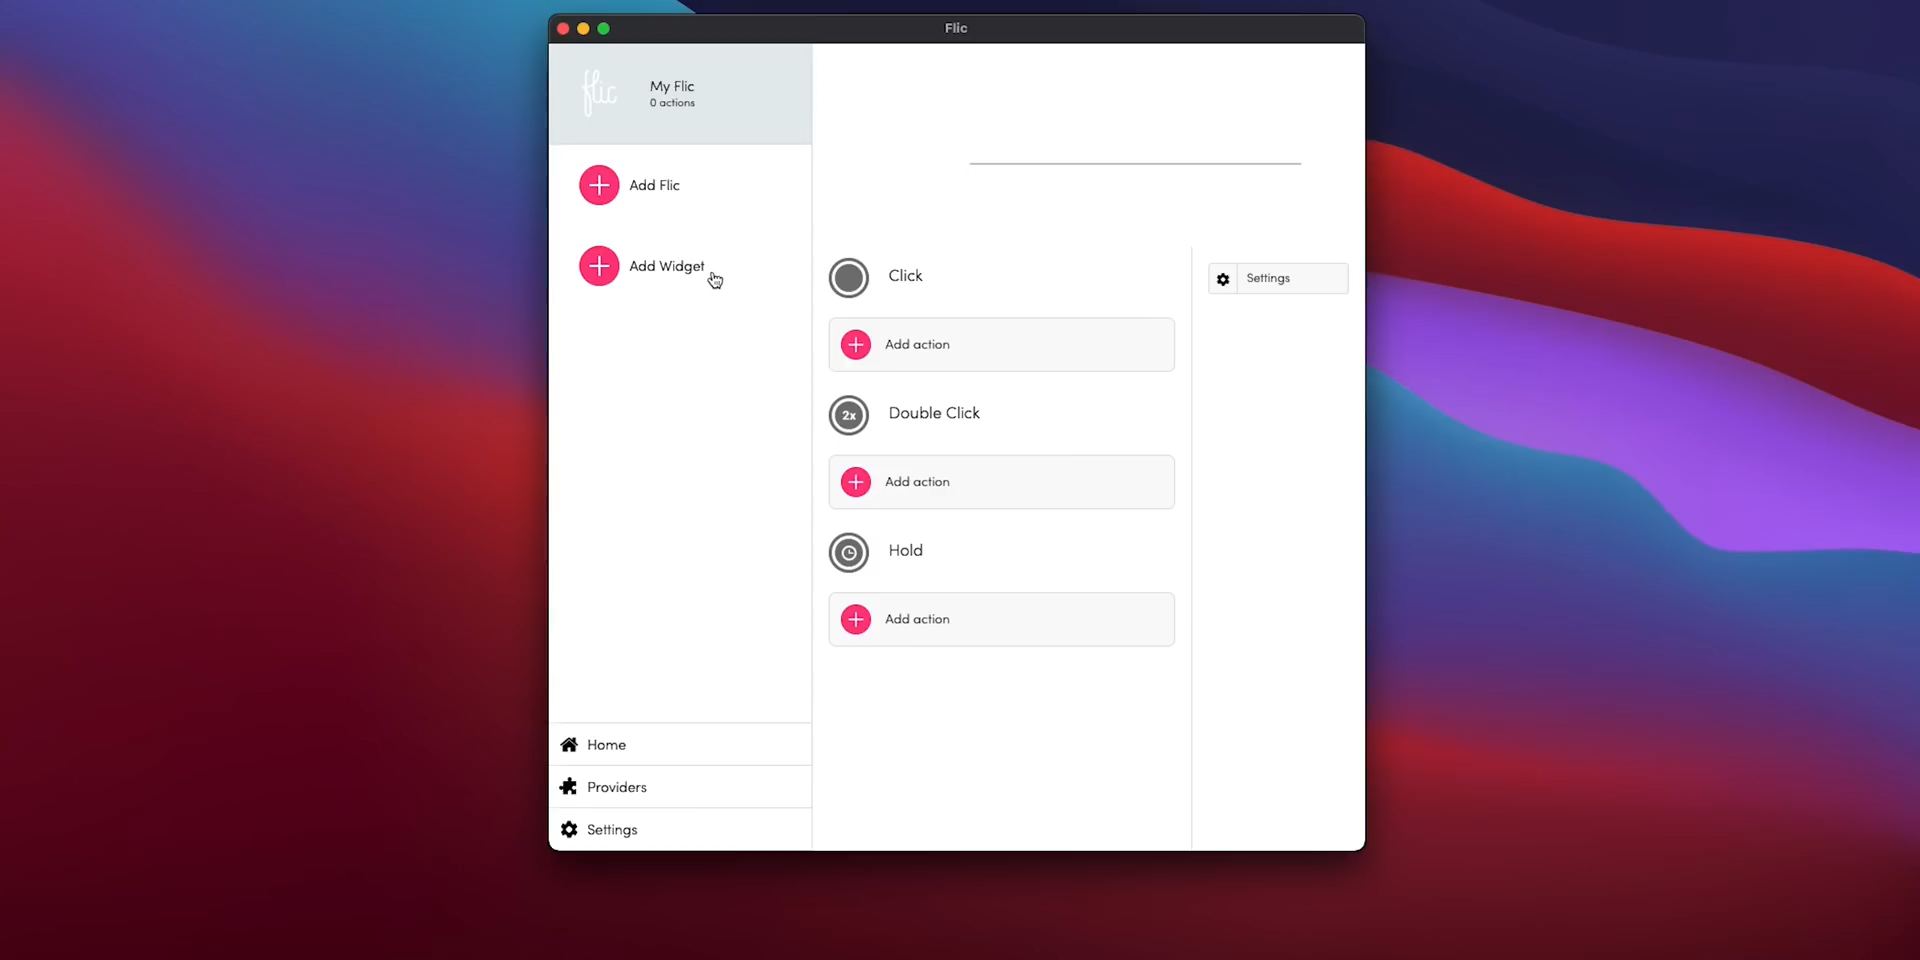 Flic
flic
My Flic
0 actions
Add Flic
Add Widget
Click
Add action
2x
Double Click
Add action
Hold
Add action
Settings
Home
Providers
Settings